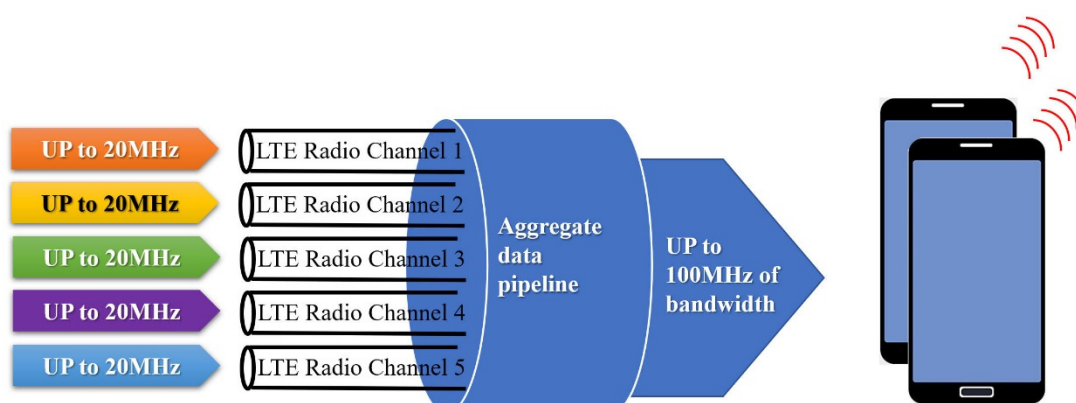 UP to 20MHz
LTE Radio Channel 1
UP to 20MHz
LTE Radio Channel 2
UP to 20MHz
LTE Radio Channel 3
UP to 20MHz
LTE Radio Channel 4
UP to 20MHz
LTE Radio Channel 5
Aggregate
data
pipeline
UP to
100MHz of
bandwidth